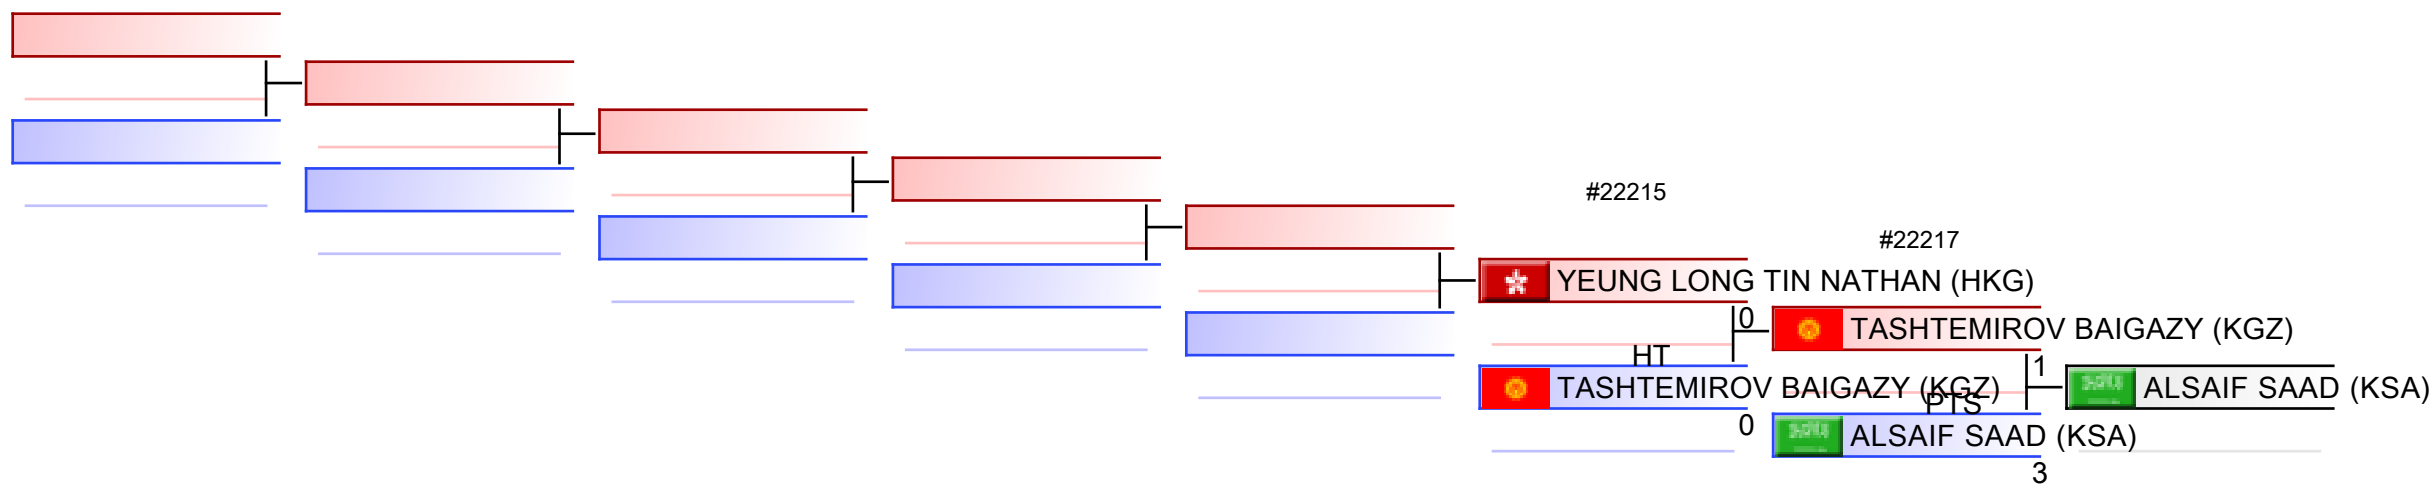 #22215
#22217
YEUNG LONG TIN NATHAN (HKG)
0
TASHTEMIROV BAIGAZY (KGZ)
HT
1
TASHTEMIROV BAIGAZY (KGZ)
ALSAIF SAAD (KSA)
PTS
0
ALSAIF SAAD (KSA)
3